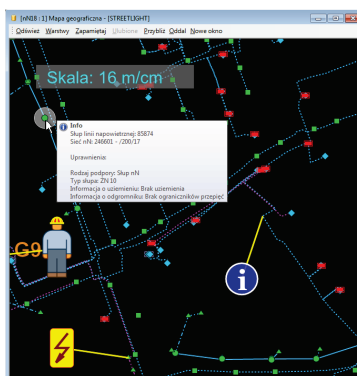 [nN18 : 1] Mapa geograficzna - [STREETLIGHT]
Odśwież Warstwy Zapamiętaj Ulubione Przybliż Oddal Nowe okno
Skala: 16 m/cm
Info
Słup linii napowietrznej: 85874
Sieć nN: 246601 - /200/17
Uprawnienia:
Rodzaj podpory: Słup nN
Typ słupa: ŻN 10
Informacja o uziemieniu: Brak uziemienia
Informacja o odgromniku: Brak ograniczników przepięć
G9
i